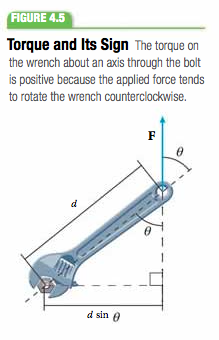 FIGURE 4.5
Torque and Its Sign The torque on
the wrench about an axis through the bolt
is positive because the applied force tends
to rotate the wrench counterclockwise.
F
θ
d
θ
d sin θ